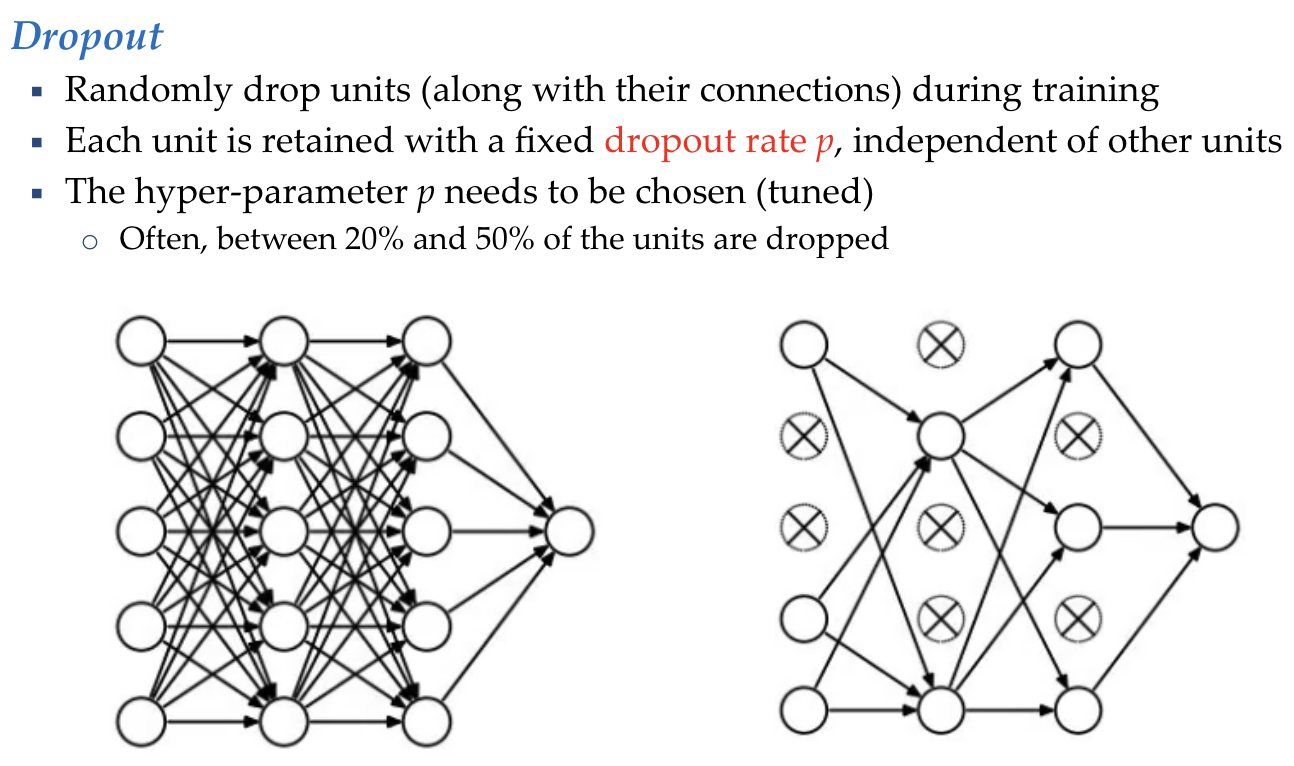 Dropout
Randomly drop units (along with their connections) during training
Each unit is retained with a fixed dropout rate p, independent of other units
The hyper-parameter p needs to be chosen (tuned)
Often, between 20% and 50% of the units are dropped